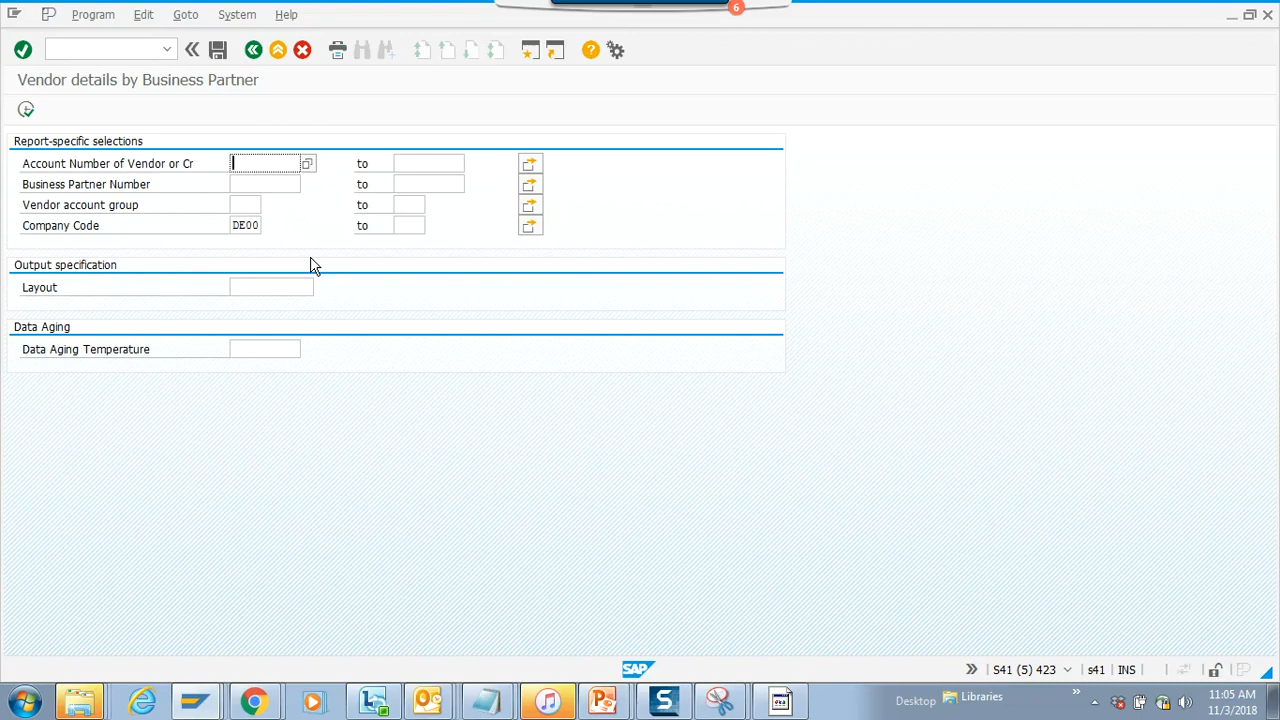 6
Program Edit Goto System Help
Vendor details by Business Partner
Report-specific selections
Account Number of Vendor or Cr to
Business Partner Number to
Vendor account group to
Company Code DE00 to
Output specification
Layout
Data Aging
Data Aging Temperature
SAP S41 (5) 423 s41 INS
Desktop Libraries 11:05 AM
11/3/2018